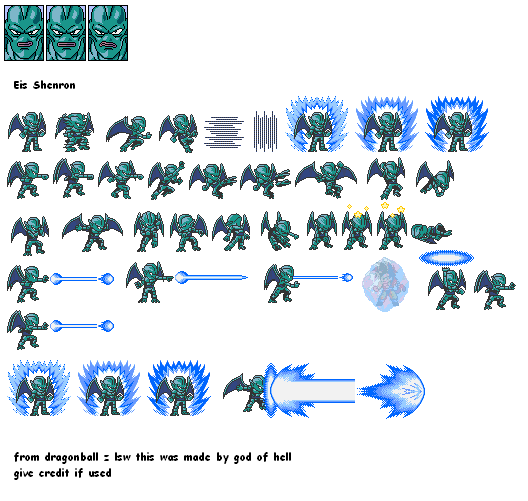 Eis Shenron
from dragonball z lsw this was made by god of hell
give credit if used